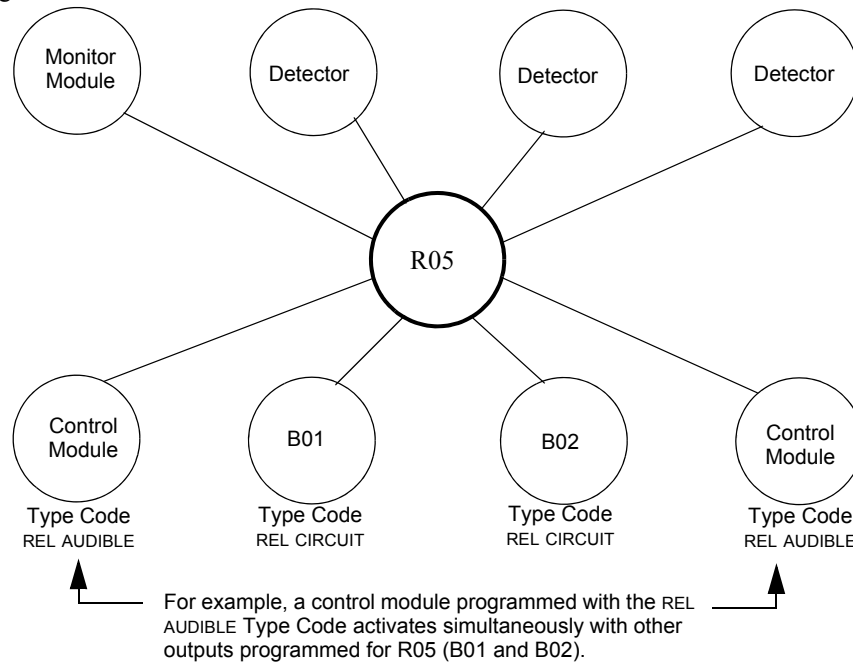 Monitor
Module
Detector
Detector
Detector
R05
Control
Module
B01
B02
Control
Module
Type Code
REL AUDIBLE
Type Code
REL CIRCUIT
Type Code
REL CIRCUIT
Type Code
REL AUDIBLE
For example, a control module programmed with the REL
AUDIBLE Type Code activates simultaneously with other
outputs programmed for R05 (B01 and B02).